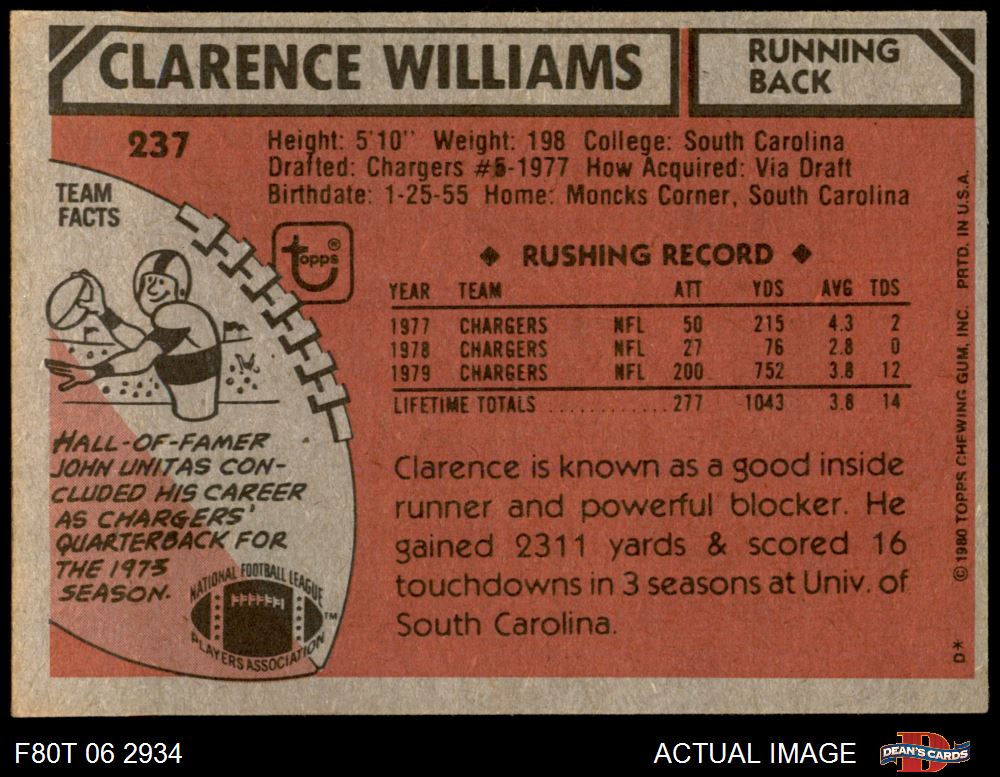 CLARENCE WILLIAMS
RUNNING
BACK
237
Height: 5'10" Weight: 198 College: South Carolina
Drafted: Chargers #5-1977 How Acquired: Via Draft
Birthdate: 1-25-55 Home: Moncks Corner, South Carolina
TEAM
FACTS
topps®
◆ RUSHING RECORD ◆
YEAR TEAM ATT YDS AVG TDS
1977 CHARGERS NFL 50 215 4.3 2
1978 CHARGERS NFL 27 76 2.8 0
1979 CHARGERS NFL 200 752 3.8 12
LIFETIME TOTALS ............ 277 1043 3.8 14
HALL-OF-FAMER
JOHN UNITAS CON-
CLUDED HIS CAREER
AS CHARGERS'
QUARTERBACK FOR
THE 1973
SEASON.
NATIONAL FOOTBALL LEAGUE
PLAYERS ASSOCIATION
TM
Clarence is known as a good inside
runner and powerful blocker. He
gained 2311 yards & scored 16
touchdowns in 3 seasons at Univ. of
South Carolina.
D* © 1980 TOPPS CHEWING GUM, INC. PRTD. IN U.S.A.
F80T 06 2934
ACTUAL IMAGE
D
DEAN'S CARDS